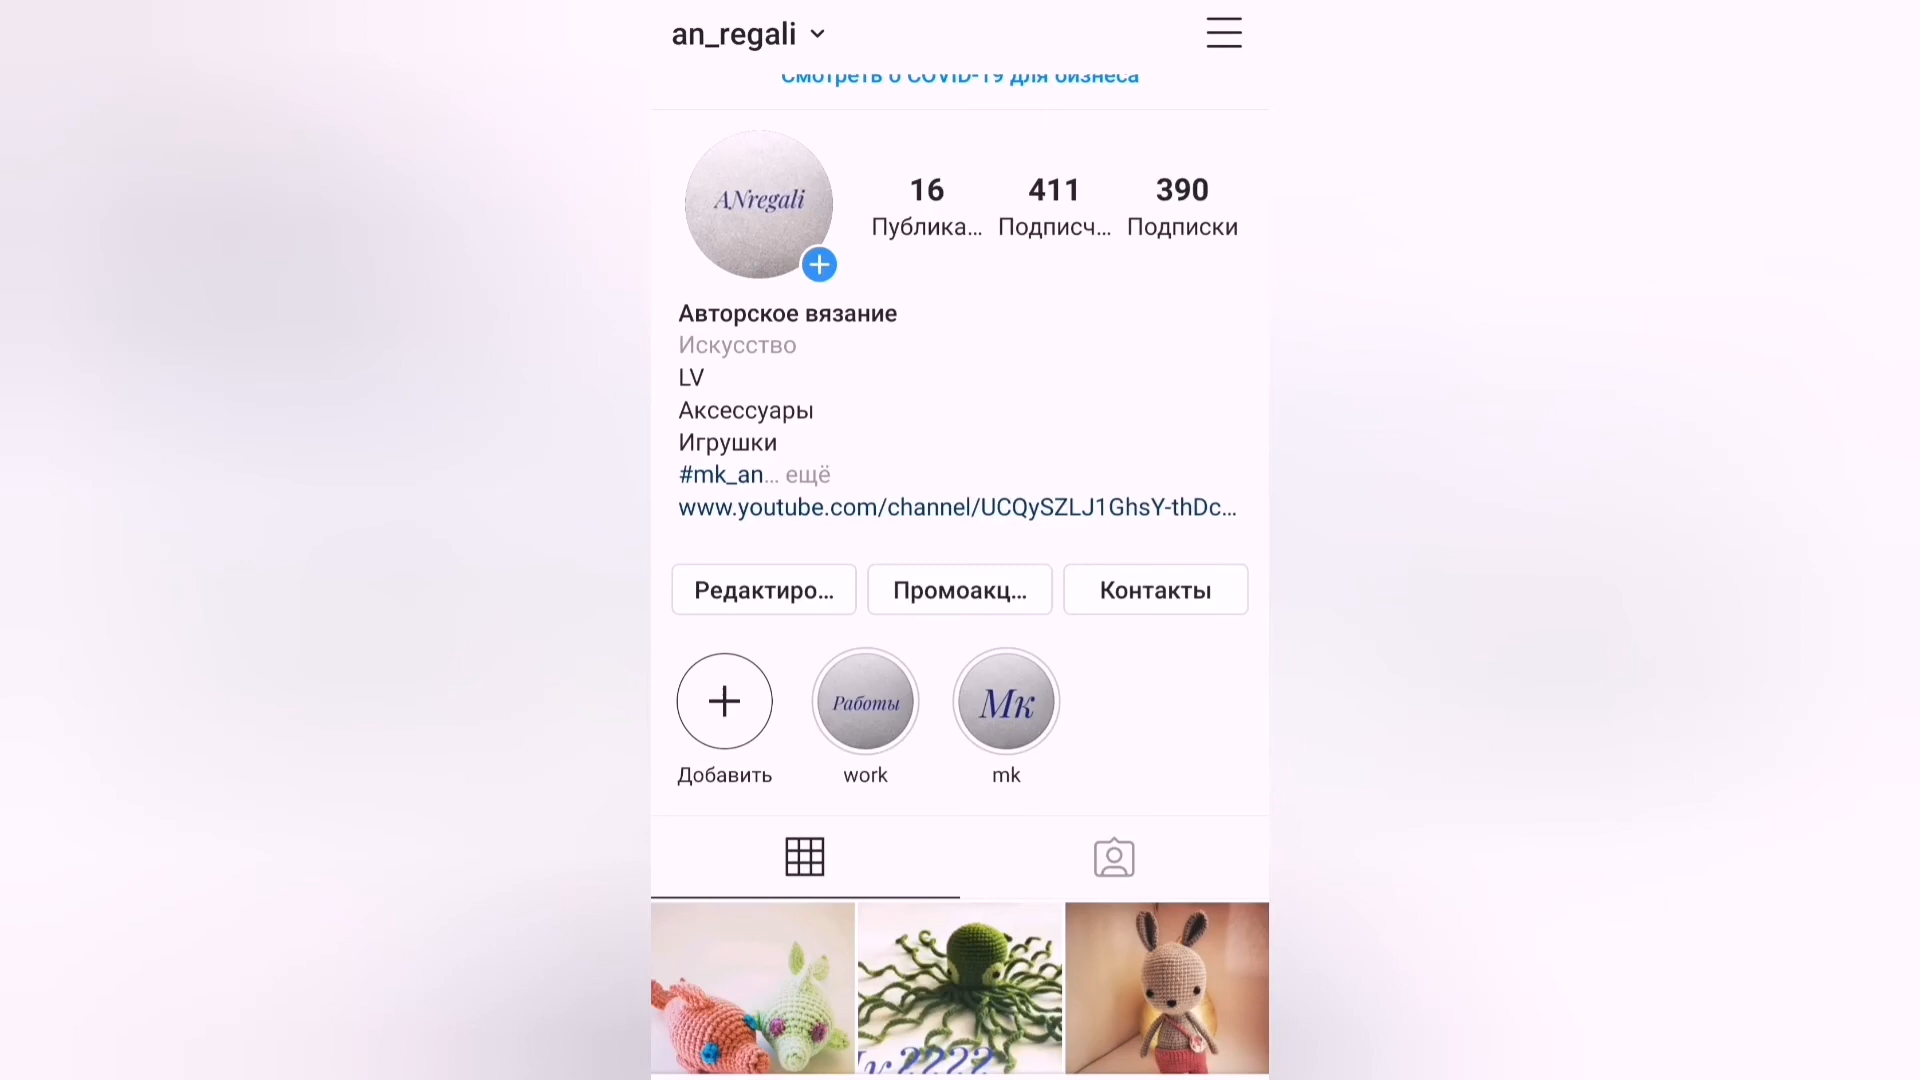 an_regali
Смотреть о COVID-19 для бизнеса
ANregali
16 411 390
Публика... Подписч... Подписки
Авторское вязание
Искусство
LV
Аксессуары
Игрушки
#mk_an... ещё
www.youtube.com/channel/UCQySZLJ1GhsY-thDc...
Редактиро... Промоакц... Контакты
Работы Мк
Добавить work mk